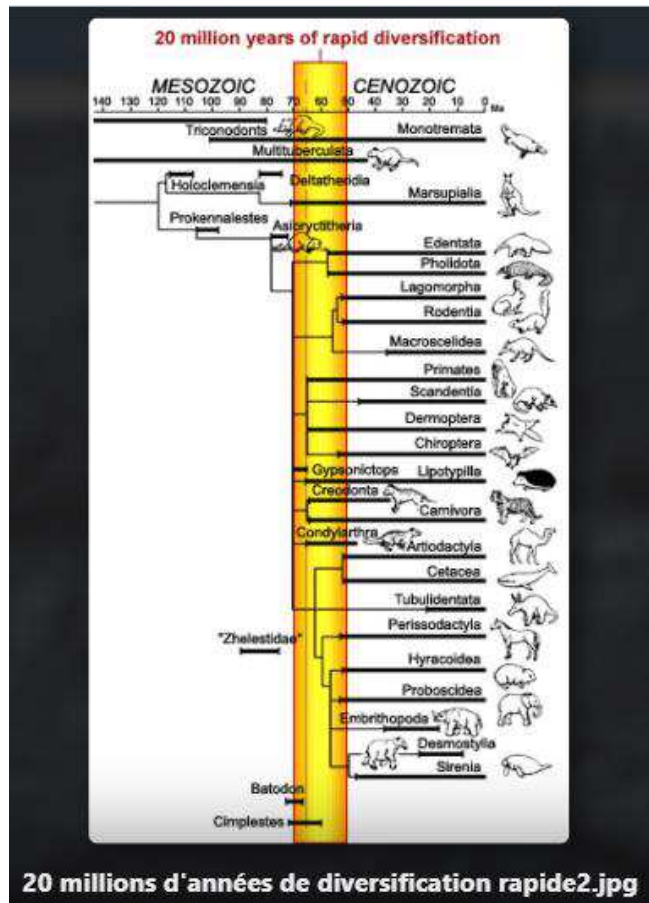 20 million years of rapid diversification
MESOZOIC CENOZOIC
140 130 120 110 100 90 80 70 60 50 40 30 20 10 0 Ma
Triconodonts
Monotremata
Multituberculata
Deltatheridia
Holoclemensia
Marsupialia
Prokennalestes
Asioryctitheria
Edentata
Pholidota
Lagomorpha
Rodentia
Macroscelidea
Primates
Scandentia
Dermoptera
Chiroptera
Gypsonictops Lipotypilla
Creodonta
Carnivora
Condylarthra
Artiodactyla
Cetacea
Tubulidentata
Perissodactyla
"Zhelestidae"
Hyracoidea
Proboscidea
Embrithopoda
Desmostylia
Sirenia
Batodon
Cimplestes
20 millions d'années de diversification rapide2.jpg